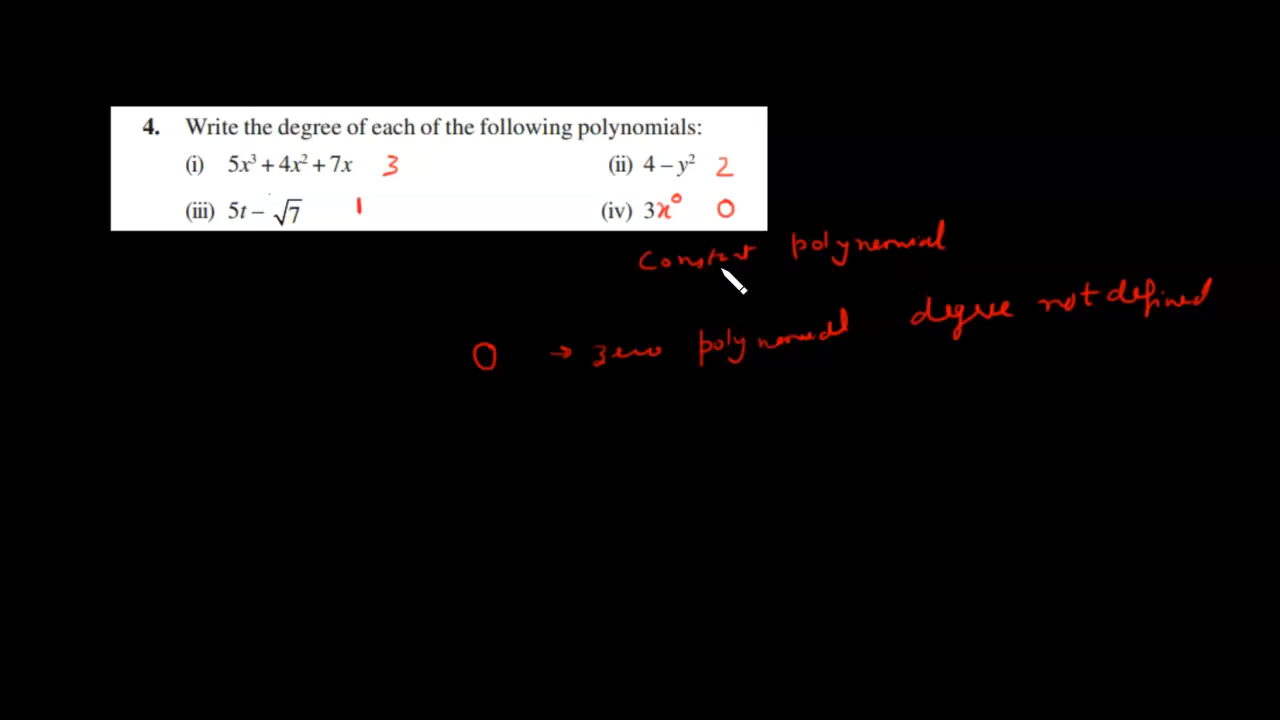 4. Write the degree of each of the following polynomials:
(i) 5x³ + 4x² + 7x 3 (ii) 4 – y² 2
(iii) 5t – √7 1 (iv) 3x⁰ 0
Constant polynomial
0 → zero polynomial degree not defined